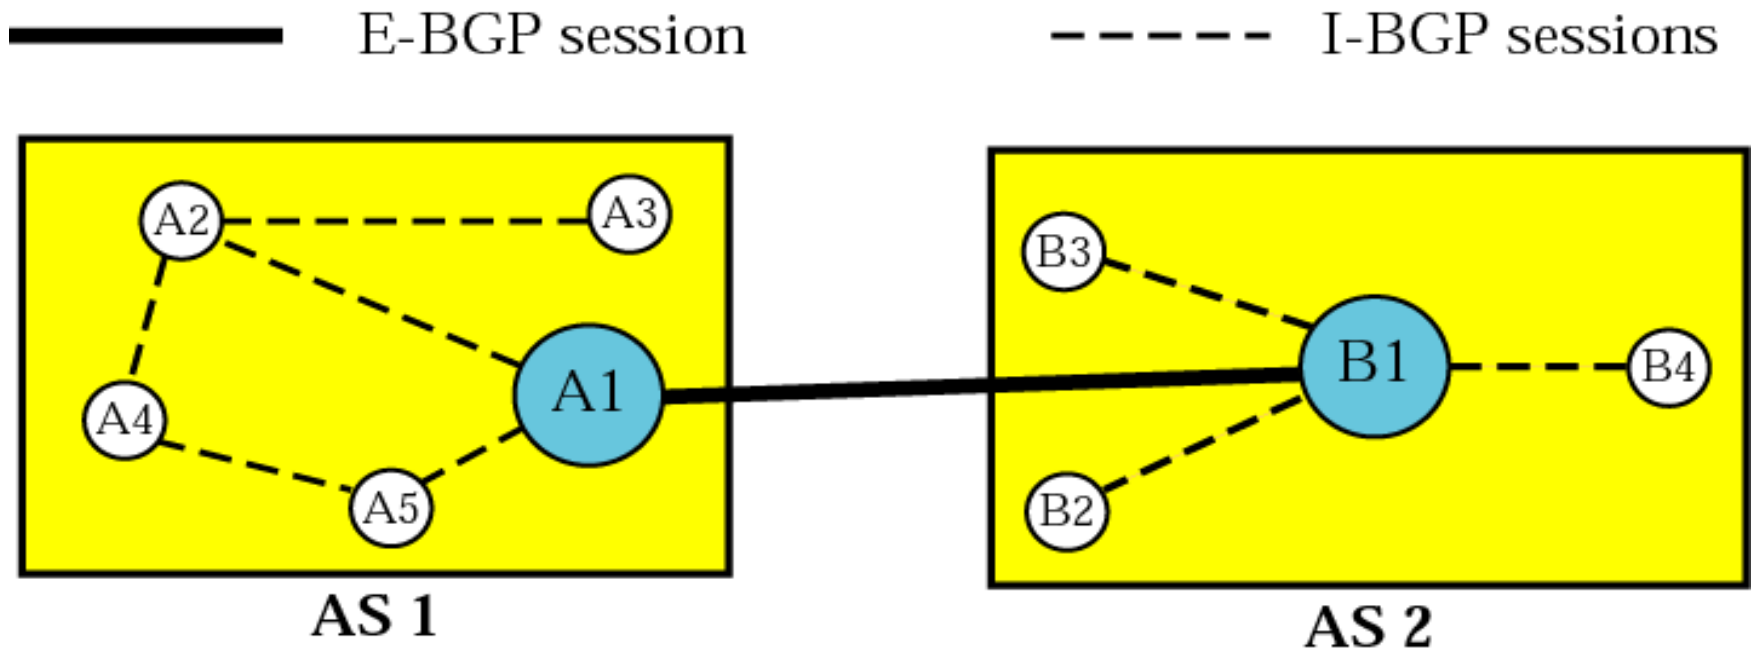 E-BGP session
I-BGP sessions
A2
A3
A1
A4
A5
B3
B1
B4
B2
AS 1
AS 2